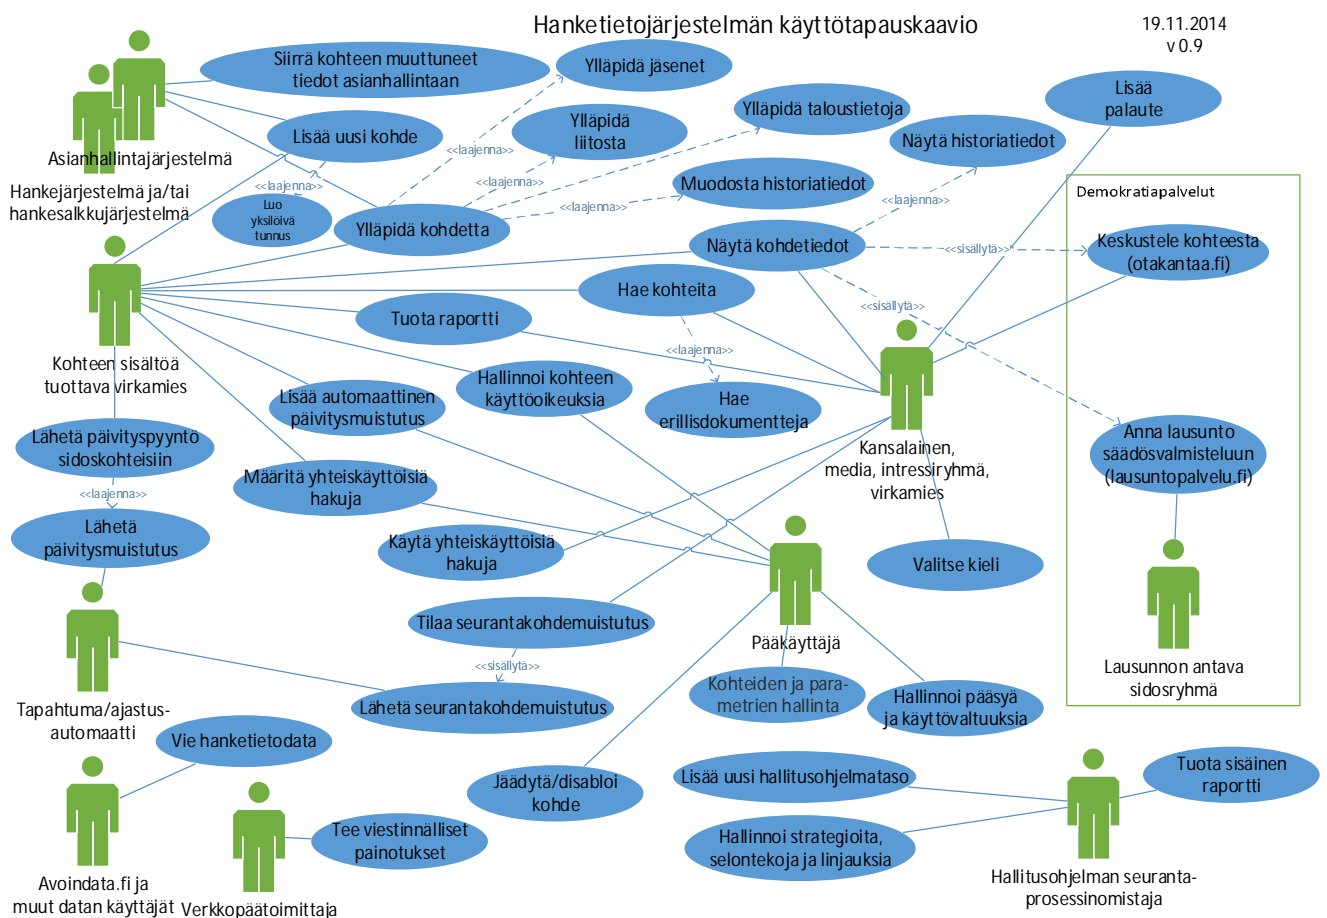 Hanketietojärjestelmän käyttötapauskaavio
19.11.2014
v 0.9
Siirrä kohteen muuttuneet
tiedot asianhallintaan
Ylläpidä jäsenet
Lisää
palaute
Ylläpidä taloustietoja
Lisää uusi kohde
Ylläpidä
liitosta
Näytä historiatiedot
<<laajenna>>
<<laajenna>>
Asianhallintajärjestelmä
<<laajenna>>
<<laajenna>>
Muodosta historiatiedot
Demokratiapalvelut
Hankejärjestelmä ja/tai
hankesalkkujärjestelmä
Luo
yksilöivä
tunnus
<<laajenna>>
<<laajenna>>
Ylläpidä kohdetta
Näytä kohdetiedot
<<sisällytä>>
Keskustele kohteesta
(otakantaa.fi)
Hae kohteita
<<sisällytä>>
Tuota raportti
Kohteen sisältöä
tuottava virkamies
<<laajenna>>
Hallinnoi kohteen
käyttöoikeuksia
Lisää automaattinen
päivitysmuistutus
Hae
erillisdokumentteja
Kansalainen,
media, intressiryhmä,
virkamies
Lähetä päivityspyyntö
sidoskohteisiin
Anna lausunto
säädösvalmisteluun
(lausuntopalvelu.fi)
Määritä yhteiskäyttöisiä
hakuja
<<laajenna>>
Lähetä
päivitysmuistutus
Käytä yhteiskäyttöisiä
hakuja
Valitse kieli
Tilaa seurantakohdemuistutus
Pääkäyttäjä
<<sisällytä>>
Lausunnon antava
sidosryhmä
Kohteiden ja para-
metrien hallinta
Hallinnoi pääsyä
ja käyttövaltuuksia
Lähetä seurantakohdemuistutus
Tapahtuma/ajastus-
automaatti
Vie hanketietodata
Jäädytä/disabloi
kohde
Lisää uusi hallitusohjelmataso
Tuota sisäinen
raportti
Tee viestinnälliset
painotukset
Hallinnoi strategioita,
selontekoja ja linjauksia
Hallitusohjelman seuranta-
prosessinomistaja
Avoindata.fi ja
muut datan käyttäjät
Verkkopäätoimittaja